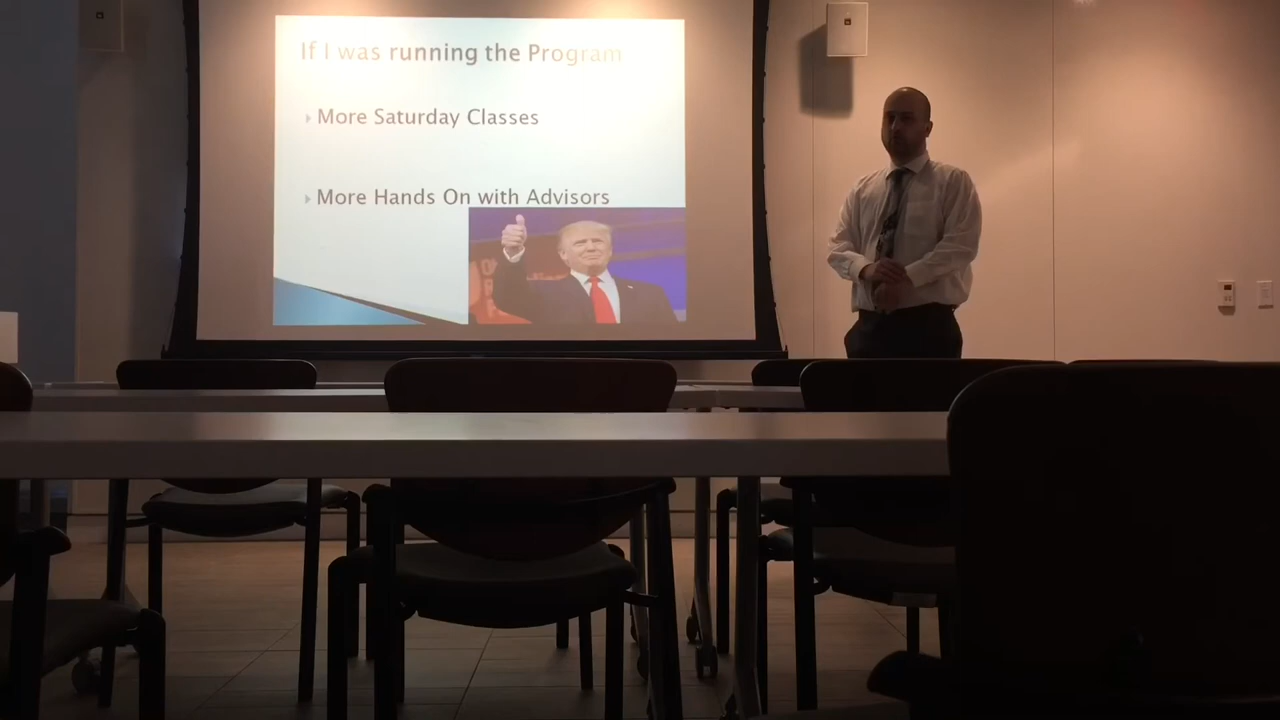 If I was running the Program
More Saturday Classes
More Hands On with Advisors